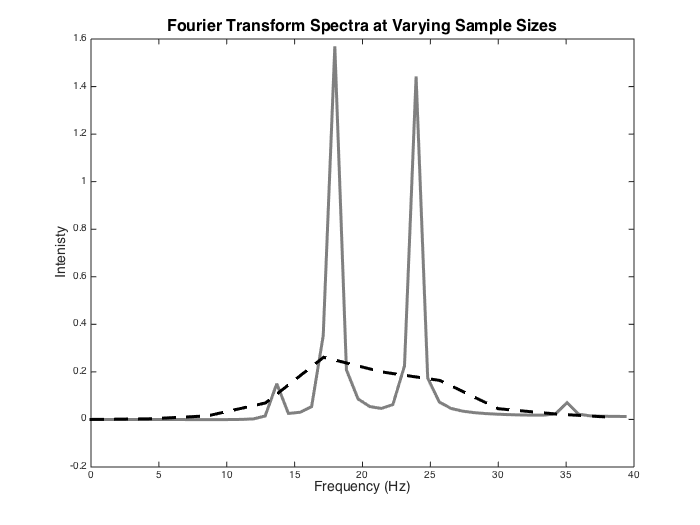 Fourier Transform Spectra at Varying Sample Sizes
1.6
1.4
1.2
1
0.8
0.6
0.4
0.2
0
-0.2
Intenisty
0 5 10 15 20 25 30 35 40
Frequency (Hz)